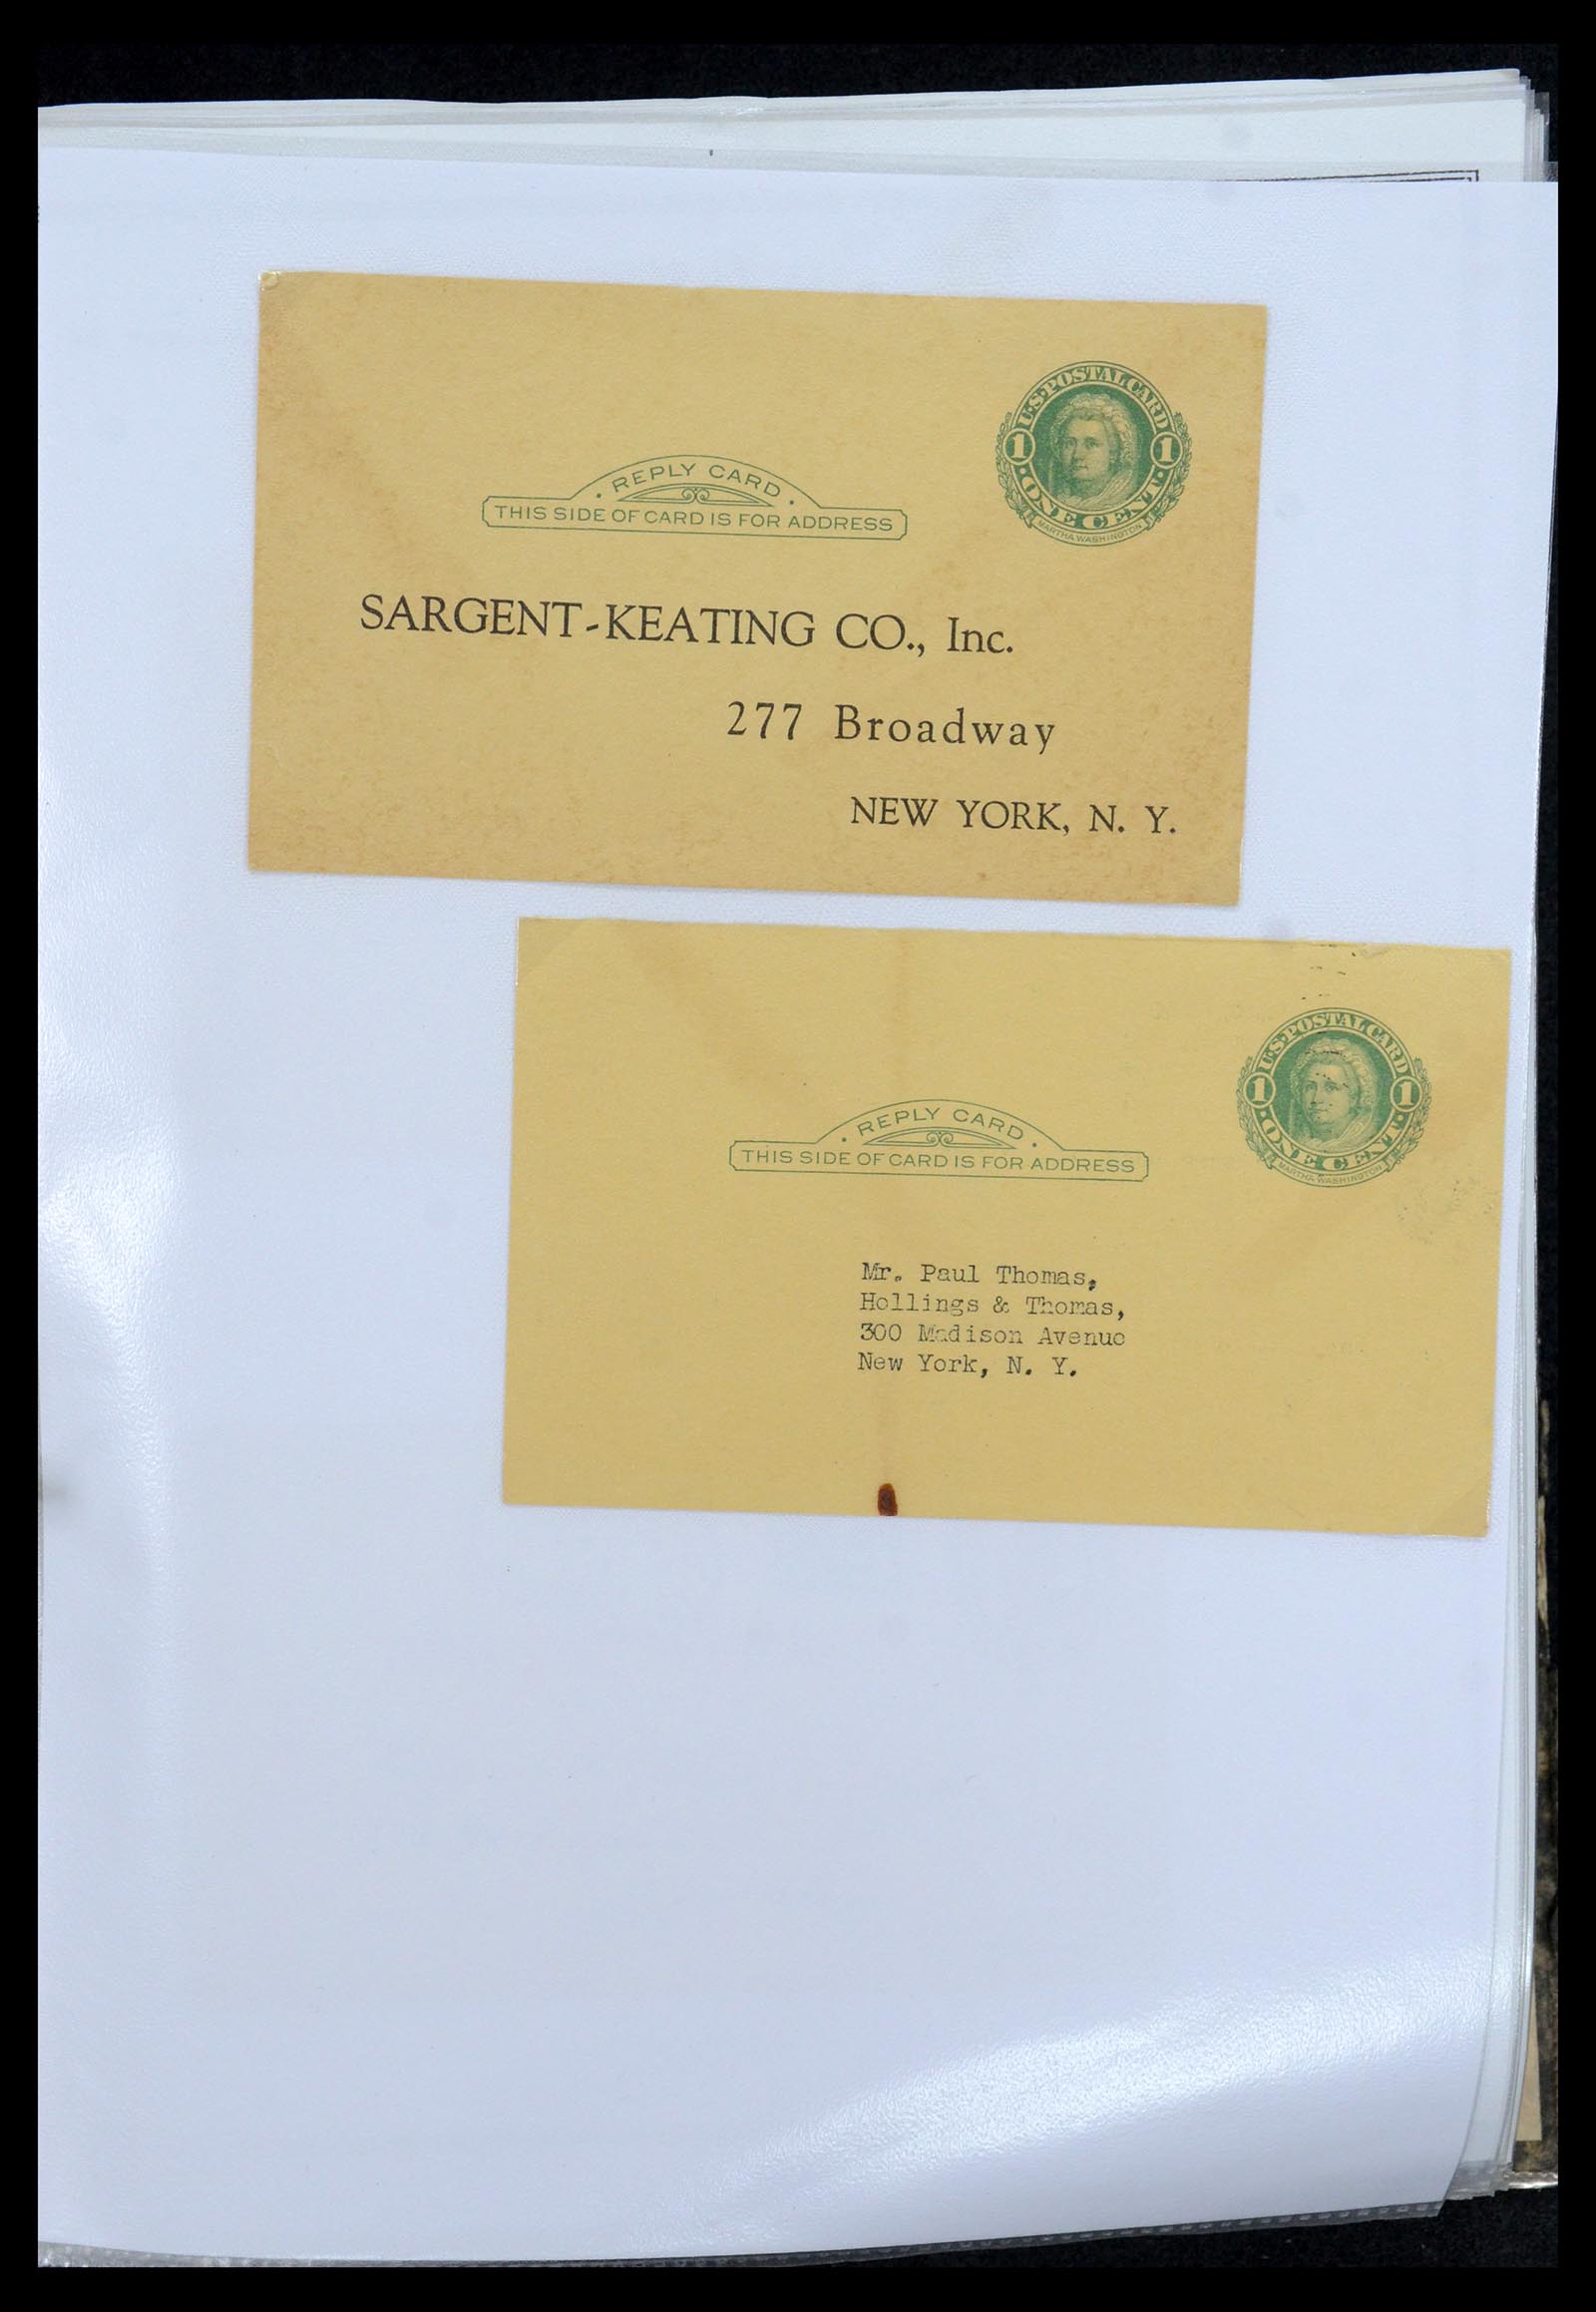 U·S·POSTAL CARD
1 1
·ONE CENT·
MARTHA WASHINGTON
· REPLY CARD ·
THIS SIDE OF CARD IS FOR ADDRESS
SARGENT-KEATING CO., Inc.
277 Broadway
NEW YORK, N. Y.
U·S·POSTAL CARD
1 1
·ONE CENT·
MARTHA WASHINGTON
· REPLY CARD ·
THIS SIDE OF CARD IS FOR ADDRESS
Mr. Paul Thomas,
Hollings & Thomas,
300 Madison Avenue
New York, N. Y.